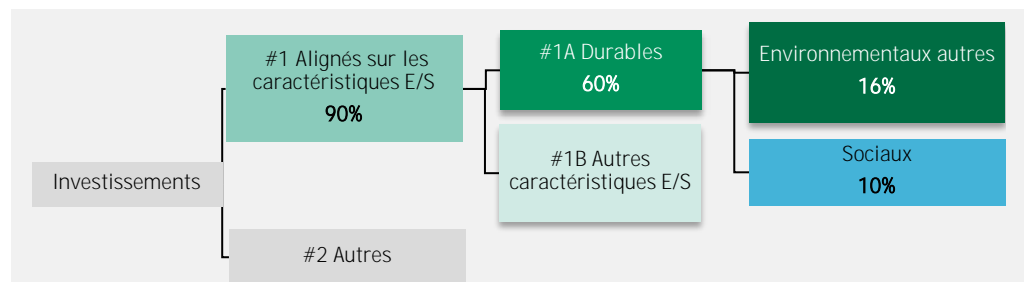 Investissements
#1 Alignés sur les
caractéristiques E/S
90%
#2 Autres
#1A Durables
60%
#1B Autres
caractéristiques E/S
Environnementaux autres
16%
Sociaux
10%